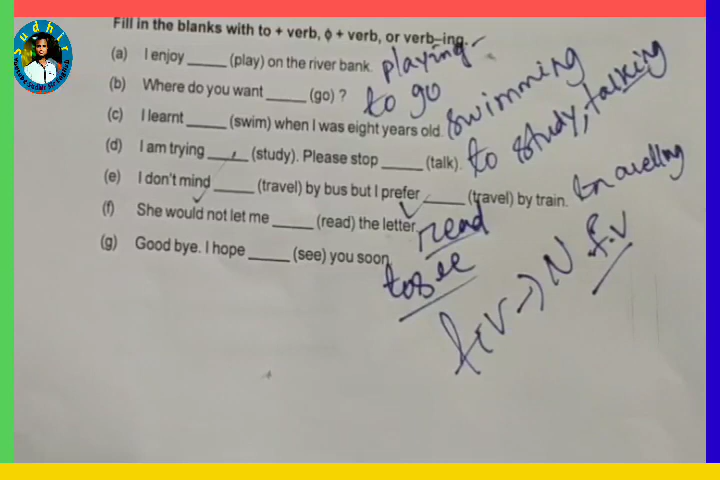 Sudhir
Fill in the blanks with to + verb, ϕ + verb, or verb-ing.
(a) I enjoy _____ (play) on the river bank. playing
(b) Where do you want _____ (go) ? to go
(c) I learnt _____ (swim) when I was eight years old. swimming
(d) I am trying _____ (study). Please stop _____ (talk). to study, talking
(e) I don't mind _____ (travel) by bus but I prefer _____ (travel) by train. travelling
(f) She would not let me _____ (read) the letter. read
(g) Good bye. I hope _____ (see) you soon. to see
N f.V